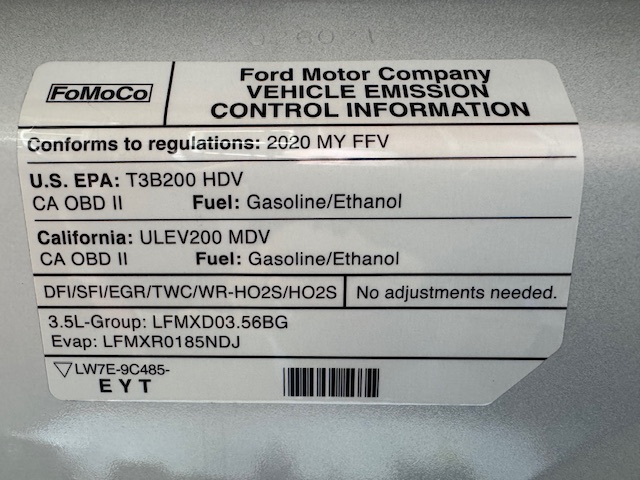 FoMoCo
Ford Motor Company
VEHICLE EMISSION
CONTROL INFORMATION
Conforms to regulations: 2020 MY FFV
U.S. EPA: T3B200 HDV
CA OBD II Fuel: Gasoline/Ethanol
California: ULEV200 MDV
CA OBD II Fuel: Gasoline/Ethanol
DFI/SFI/EGR/TWC/WR-HO2S/HO2S No adjustments needed.
3.5L-Group: LFMXD03.56BG
Evap: LFMXR0185NDJ
LW7E-9C485-
E Y T